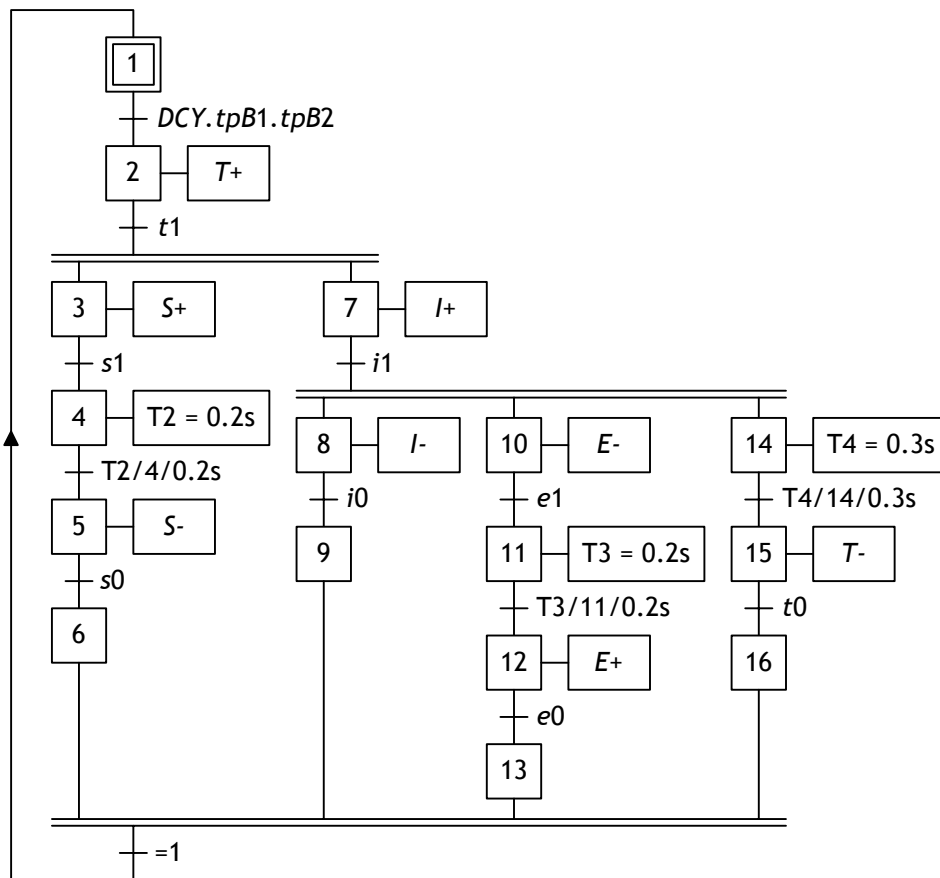 1
DCY.tpB1.tpB2
2 T+
t1
3 S+ 7 I+
s1 i1
4 T2 = 0.2s 8 I- 10 E- 14 T4 = 0.3s
T2/4/0.2s i0 e1 T4/14/0.3s
5 S- 9 11 T3 = 0.2s 15 T-
s0 T3/11/0.2s t0
6 12 E+ 16
e0
13
=1